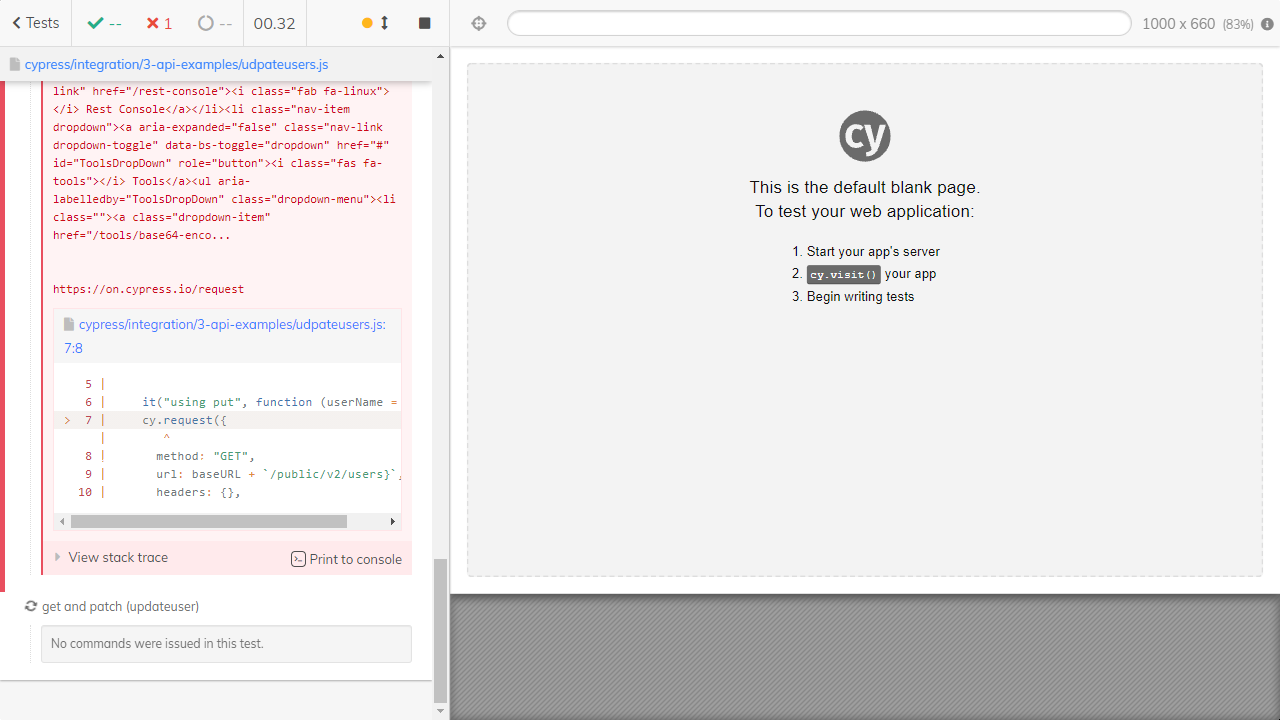 Tests
--
1
--
00.32
1000 x 660 (83%)
cypress/integration/3-api-examples/udpateusers.js
link" href="/rest-console"><i class="fab fa-linux">
</i> Rest Console</a></li><li class="nav-item
dropdown"><a aria-expanded="false" class="nav-link
dropdown-toggle" data-bs-toggle="dropdown" href="#"
id="ToolsDropDown" role="button"><i class="fas fa-
tools"></i> Tools</a><ul aria-
labelledby="ToolsDropDown" class="dropdown-menu"><li
class=""><a class="dropdown-item"
href="/tools/base64-enco...
https://on.cypress.io/request
cypress/integration/3-api-examples/udpateusers.js:
7:8
5 |
6 | it("using put", function (userName =
> 7 | cy.request({
| ^
8 | method: "GET",
9 | url: baseURL + `/public/v2/users}`,
10 | headers: {},
View stack trace
Print to console
get and patch (updateuser)
No commands were issued in this test.
cy
This is the default blank page.
To test your web application:
1. Start your app's server
2. cy.visit() your app
3. Begin writing tests